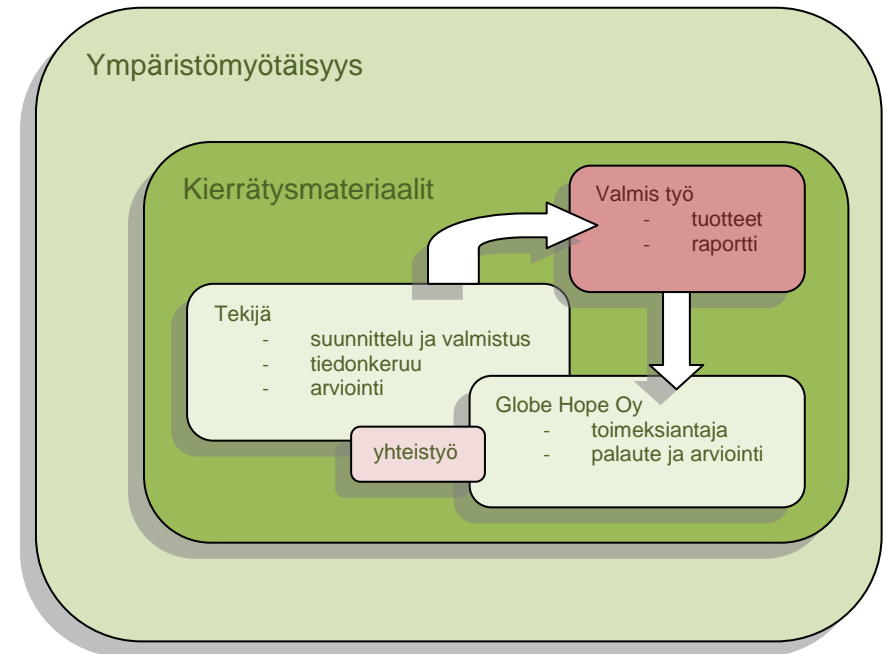 Ympäristömyötäisyys
Kierrätysmateriaalit
Valmis työ
- tuotteet
- raportti
Tekijä
- suunnittelu ja valmistus
- tiedonkeruu
- arviointi
Globe Hope Oy
- toimeksiantaja
- palaute ja arviointi
yhteistyö